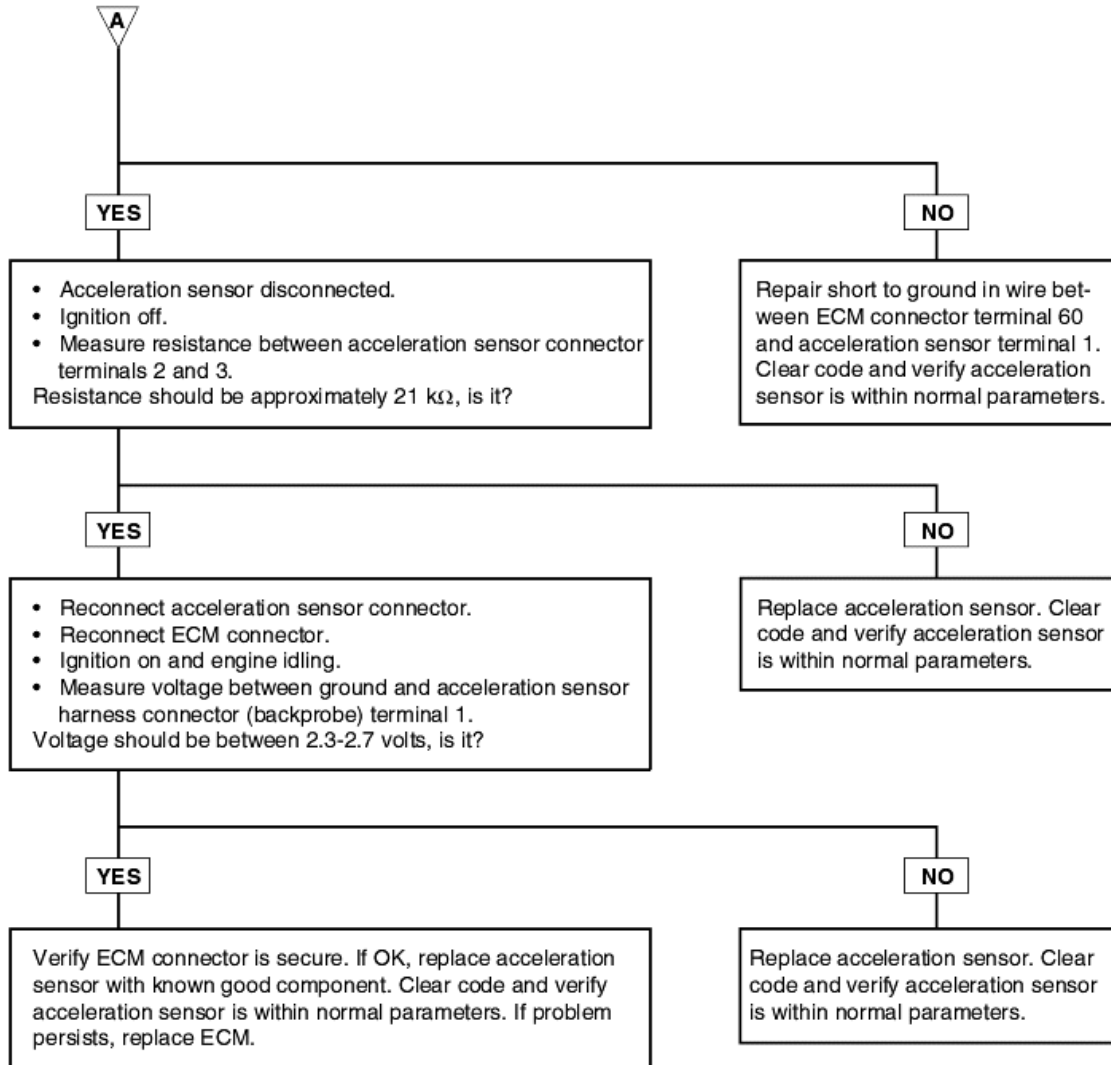 A
YES
NO
• Acceleration sensor disconnected.
• Ignition off.
• Measure resistance between acceleration sensor connector
terminals 2 and 3.
Resistance should be approximately 21 kΩ, is it?
Repair short to ground in wire bet-
ween ECM connector terminal 60
and acceleration sensor terminal 1.
Clear code and verify acceleration
sensor is within normal parameters.
YES
NO
• Reconnect acceleration sensor connector.
• Reconnect ECM connector.
• Ignition on and engine idling.
• Measure voltage between ground and acceleration sensor
harness connector (backprobe) terminal 1.
Voltage should be between 2.3-2.7 volts, is it?
Replace acceleration sensor. Clear
code and verify acceleration sensor
is within normal parameters.
YES
NO
Verify ECM connector is secure. If OK, replace acceleration
sensor with known good component. Clear code and verify
acceleration sensor is within normal parameters. If problem
persists, replace ECM.
Replace acceleration sensor. Clear
code and verify acceleration sensor
is within normal parameters.